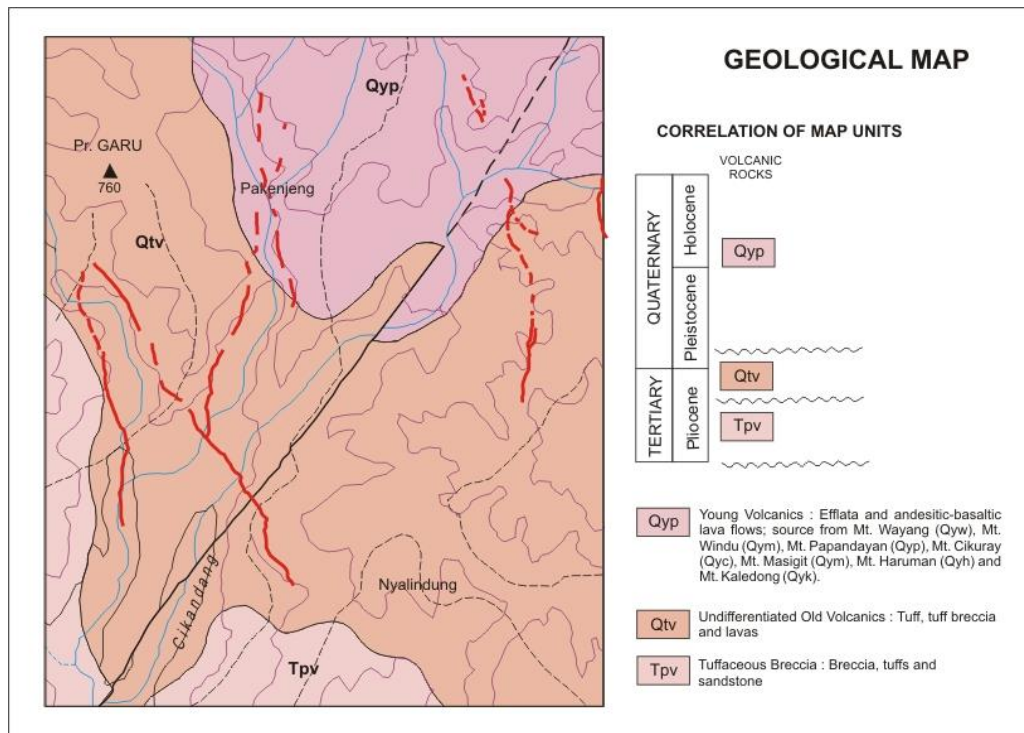 GEOLOGICAL MAP
CORRELATION OF MAP UNITS
VOLCANIC
ROCKS
QUATERNARY
Holocene
Pleistocene
TERTIARY
Pliocene
Qyp
Qtv
Tpv
Qyp
Pr. GARU
760
Pakenjeng
Qtv
Nyalindung
Cikandang
Tpv
Qyp
Young Volcanics : Efflata and andesitic-basaltic
lava flows; source from Mt. Wayang (Qyw), Mt.
Windu (Qym), Mt. Papandayan (Qyp), Mt. Cikuray
(Qyc), Mt. Masigit (Qym), Mt. Haruman (Qyh) and
Mt. Kaledong (Qyk).
Qtv
Undifferentiated Old Volcanics : Tuff, tuff breccia
and lavas
Tpv
Tuffaceous Breccia : Breccia, tuffs and
sandstone